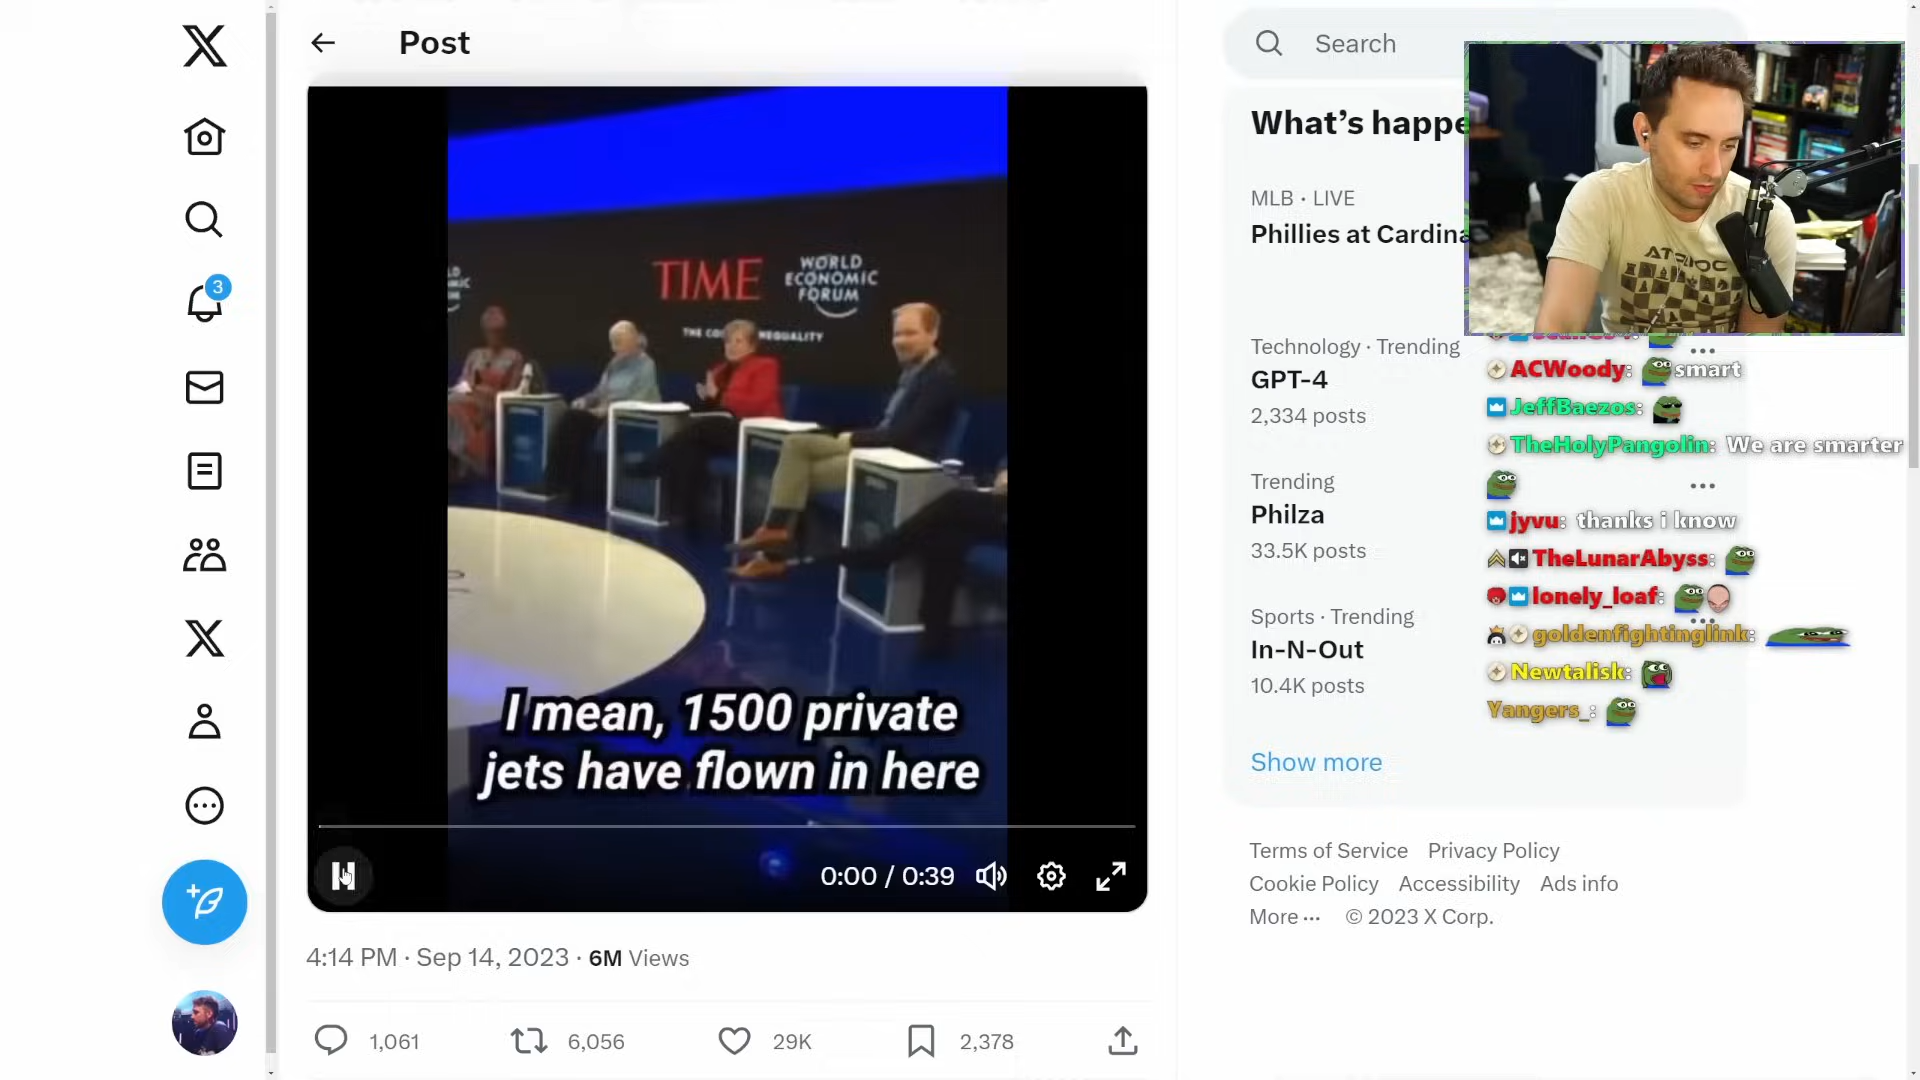 Post
Search
What's happe
MLB · LIVE
Phillies at Cardina
Technology · Trending
GPT-4
2,334 posts
Trending
Philza
33.5K posts
Sports · Trending
In-N-Out
10.4K posts
Show more
Terms of Service Privacy Policy
Cookie Policy Accessibility Ads info
More ··· © 2023 X Corp.
3
TIME
WORLD
ECONOMIC
FORUM
I mean, 1500 private
jets have flown in here
0:00 / 0:39
4:14 PM · Sep 14, 2023 · 6M Views
1,061 6,056 29K 2,378
ACWoody: smart
JeffBaezos:
TheHolyPangolin: We are smarter
jyvu: thanks i know
TheLunarAbyss:
lonely_loaf:
goldenfightinglink:
Newtalisk:
Yangers_: